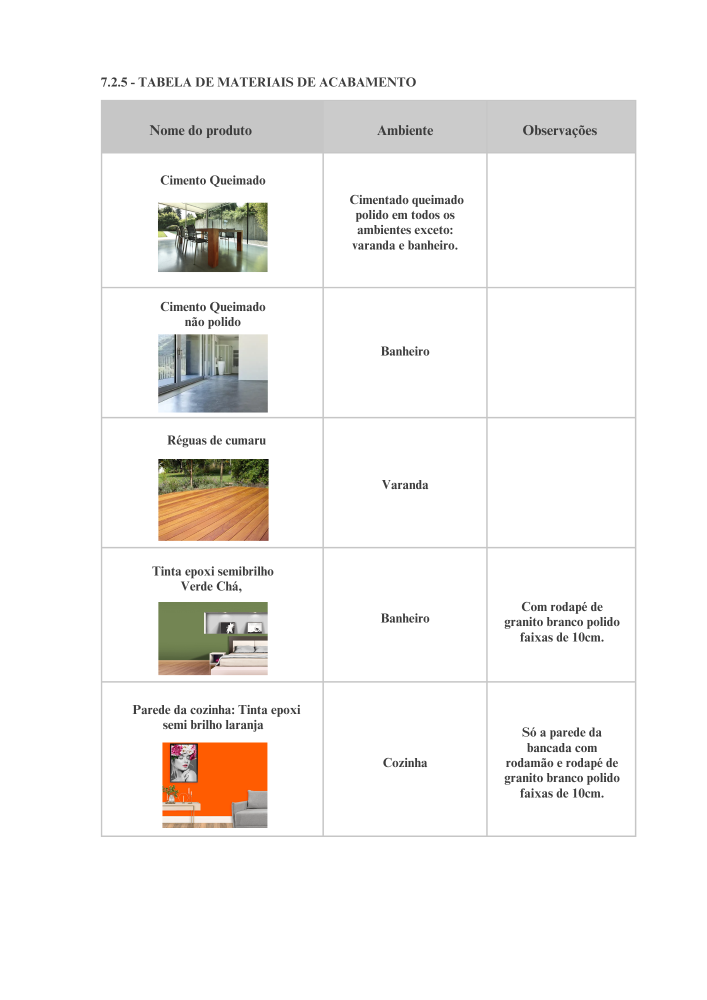 7.2.5 - TABELA DE MATERIAIS DE ACABAMENTO
Nome do produto
Ambiente
Observações
Cimento Queimado
Cimentado queimado
polido em todos os
ambientes exceto:
varanda e banheiro.
Cimento Queimado
não polido
Banheiro
Réguas de cumaru
Varanda
Tinta epoxi semibrilho
Verde Chá,
Banheiro
Com rodapé de
granito branco polido
faixas de 10cm.
Parede da cozinha: Tinta epoxi
semi brilho laranja
Cozinha
Só a parede da
bancada com
rodamão e rodapé de
granito branco polido
faixas de 10cm.